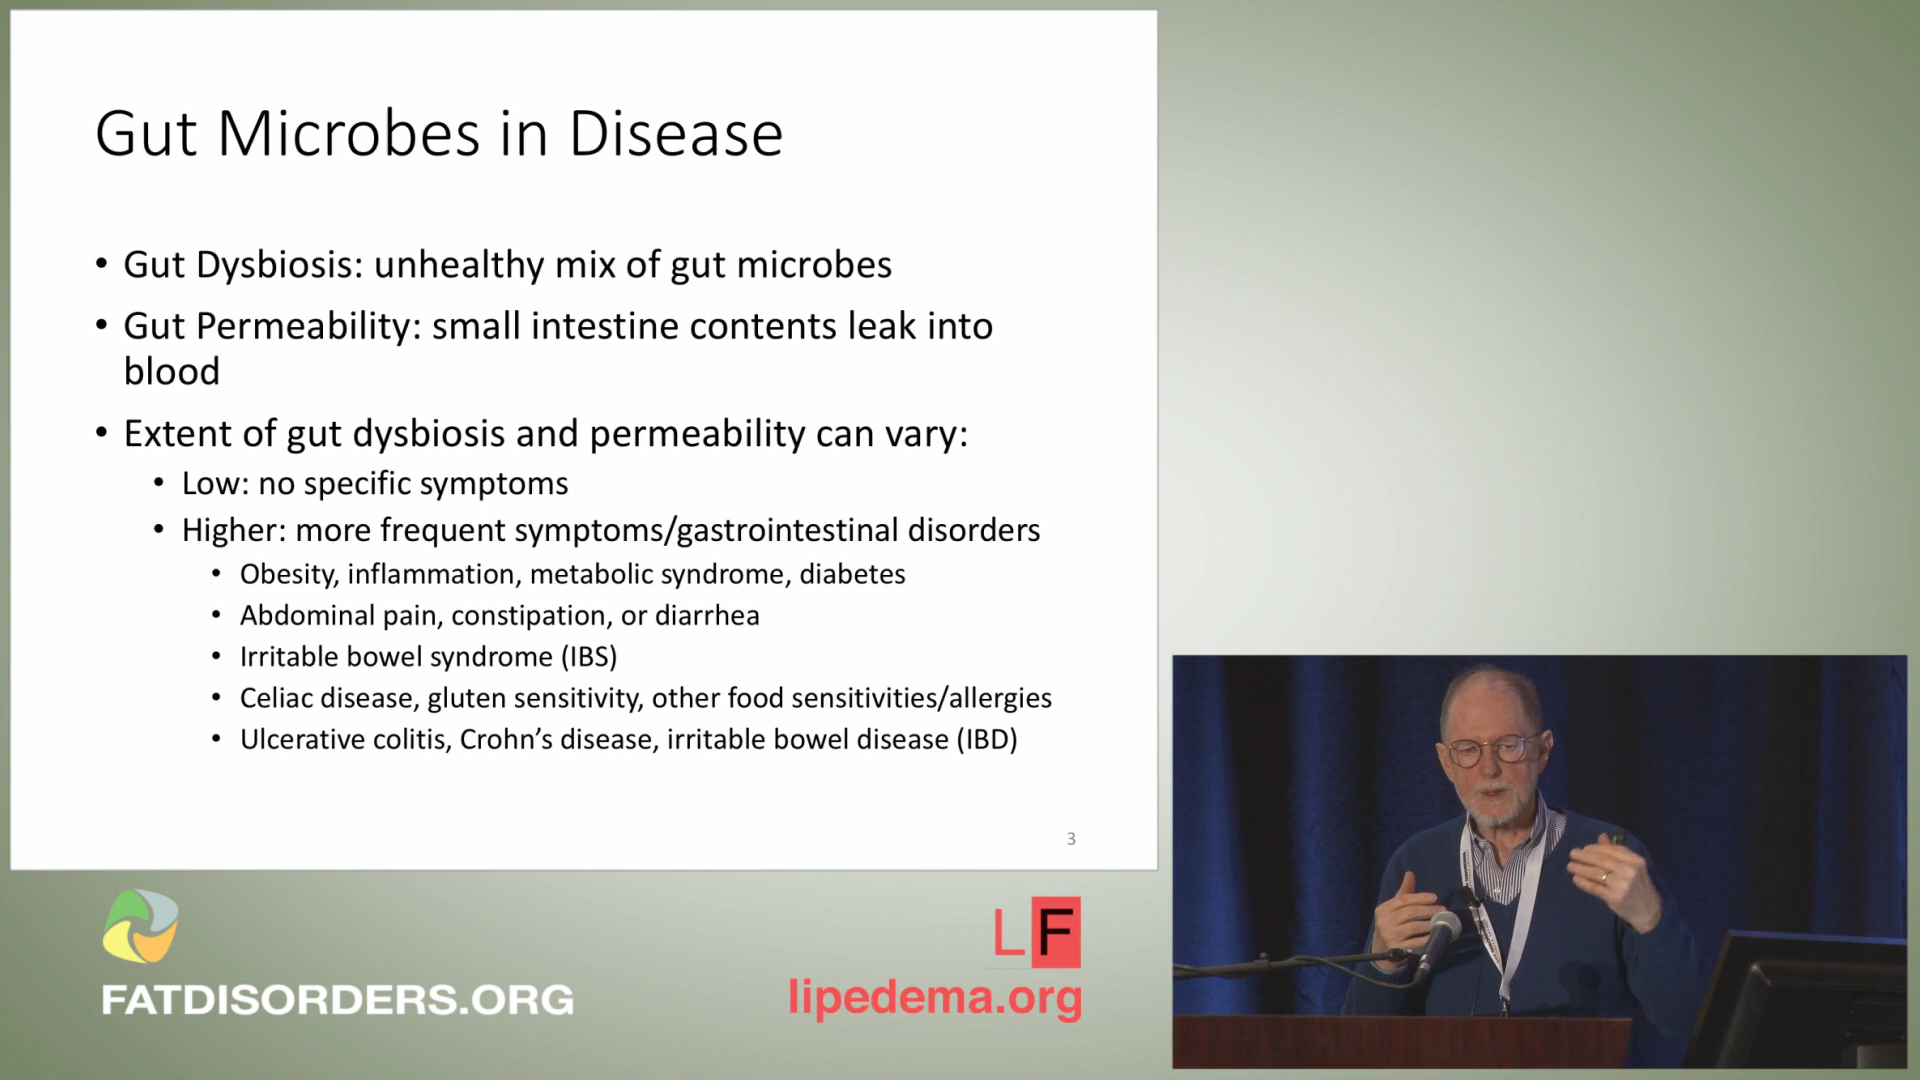 Gut Microbes in Disease
• Gut Dysbiosis: unhealthy mix of gut microbes
• Gut Permeability: small intestine contents leak into
blood
• Extent of gut dysbiosis and permeability can vary:
• Low: no specific symptoms
• Higher: more frequent symptoms/gastrointestinal disorders
• Obesity, inflammation, metabolic syndrome, diabetes
• Abdominal pain, constipation, or diarrhea
• Irritable bowel syndrome (IBS)
• Celiac disease, gluten sensitivity, other food sensitivities/allergies
• Ulcerative colitis, Crohn’s disease, irritable bowel disease (IBD)
3
FATDISORDERS.ORG
LF
lipedema.org